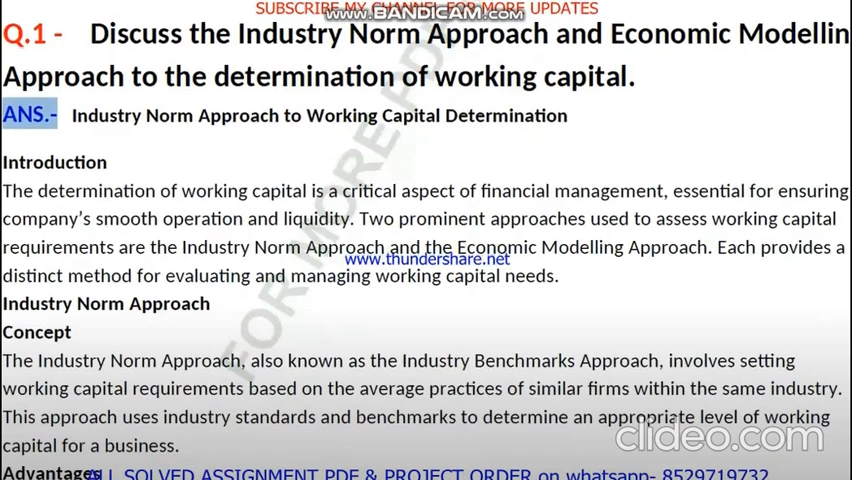 SUBSCRIBE MY CHANNEL FOR MORE UPDATES
www.BANDICAM.com
Q.1 - Discuss the Industry Norm Approach and Economic Modellin
Approach to the determination of working capital.
ANS.- Industry Norm Approach to Working Capital Determination
Introduction
The determination of working capital is a critical aspect of financial management, essential for ensuring
company's smooth operation and liquidity. Two prominent approaches used to assess working capital
requirements are the Industry Norm Approach and the Economic Modelling Approach. Each provides a
www.thundershare.net
distinct method for evaluating and managing working capital needs.
Industry Norm Approach
Concept
The Industry Norm Approach, also known as the Industry Benchmarks Approach, involves setting
working capital requirements based on the average practices of similar firms within the same industry.
This approach uses industry standards and benchmarks to determine an appropriate level of working
clideo.com
capital for a business.
Advantages
ALL SOLVED ASSIGNMENT PDF & PROJECT ORDER on whatsapp- 8529719732
FOR MORE PD